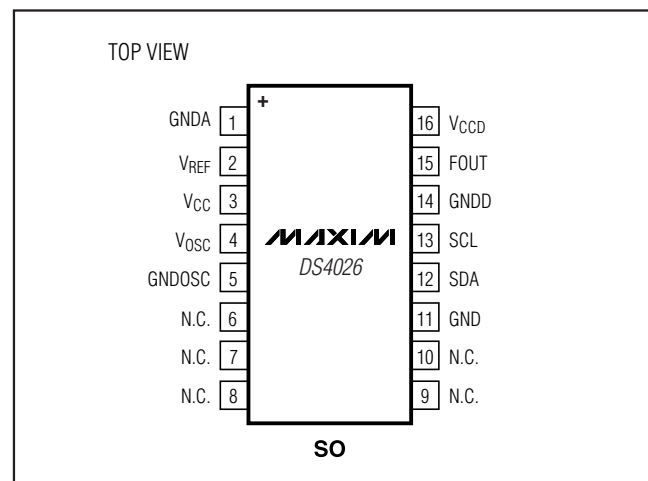 TOP VIEW
+
GNDA 1
VREF 2
VCC 3
VOSC 4
GNDOSC 5
N.C. 6
N.C. 7
N.C. 8
MAXIM
DS4026
16 VCCD
15 FOUT
14 GNDD
13 SCL
12 SDA
11 GND
10 N.C.
9 N.C.
SO